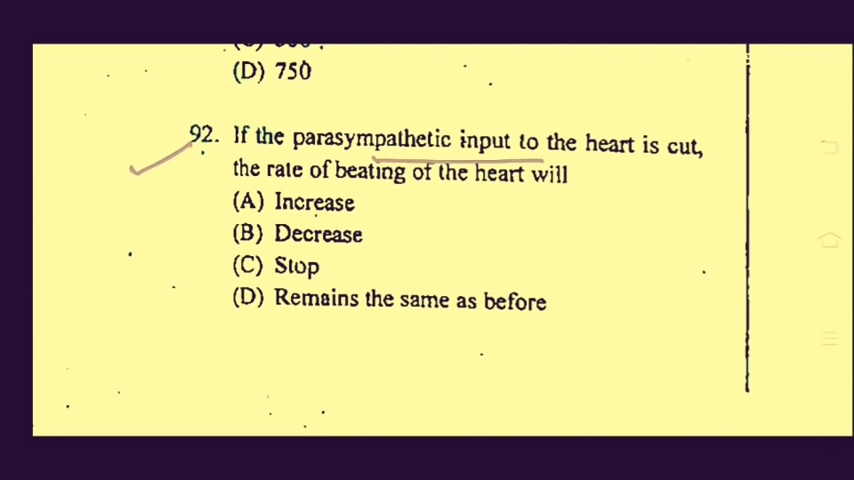 (D) 750
92. If the parasympathetic input to the heart is cut,
the rate of beating of the heart will
(A) Increase
(B) Decrease
(C) Stop
(D) Remains the same as before